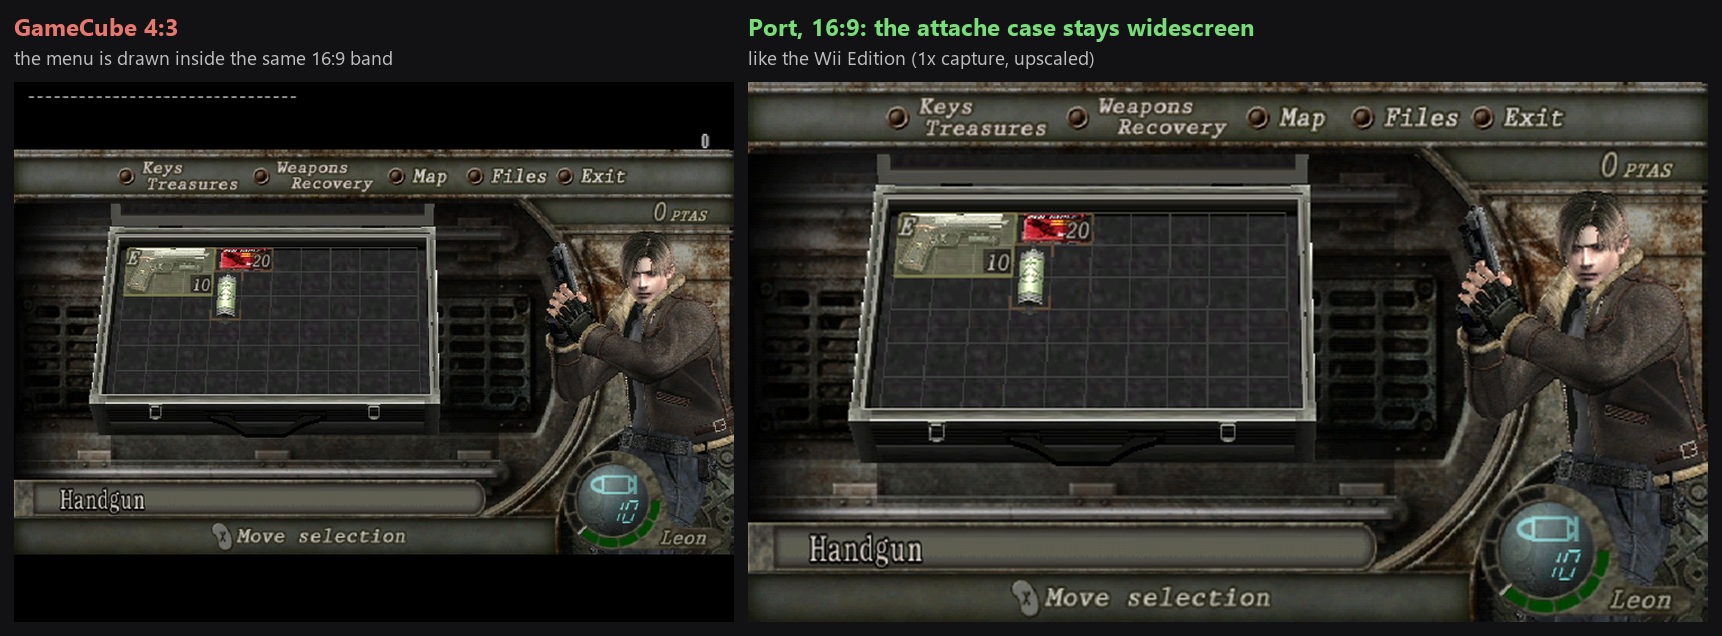 GameCube 4:3
the menu is drawn inside the same 16:9 band
--------------------------------
0
Keys Treasures
Weapons Recovery
Map
Files
Exit
0 PTAS
E
20
10
Handgun
10
X Move selection
Leon
Port, 16:9: the attache case stays widescreen
like the Wii Edition (1x capture, upscaled)
Keys Treasures
Weapons Recovery
Map
Files
Exit
0 PTAS
E
20
10
Handgun
10
X Move selection
Leon